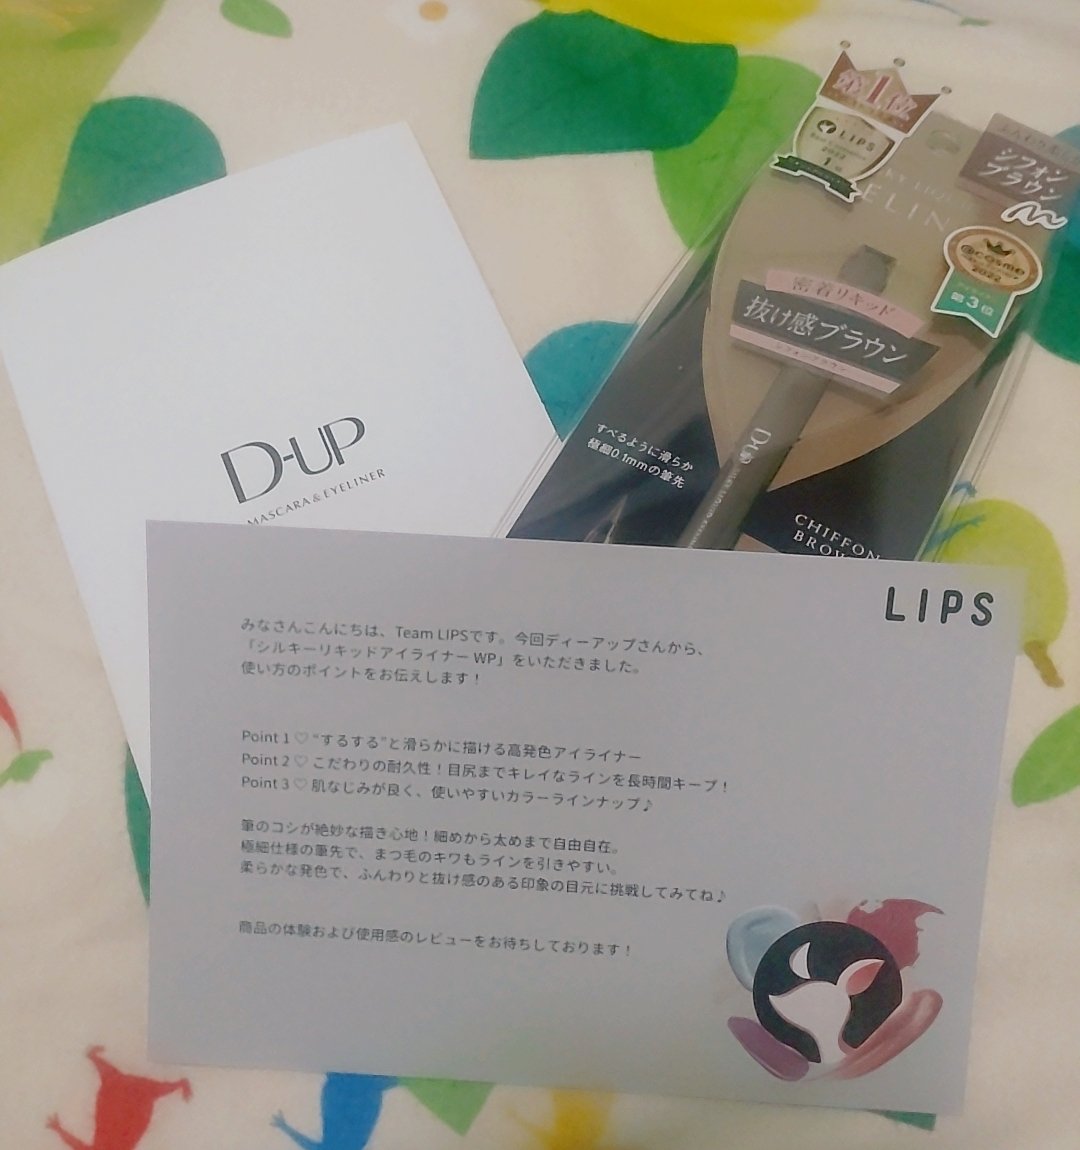 第1位
LIPS
Best Cosmetics
2022
シフォン
ブラウン
@cosme
2022
第3位
密着リキッド
抜け感ブラウン
シフォンブラウン
D-UP
すべるように滑らか
極細0.1mmの筆先
CHIFFON
D-UP
MASCARA & EYELINER
LIPS
みなさんこんにちは、Team LIPSです。今回ディーアップさんから、
「シルキーリキッドアイライナー WP」をいただきました。
使い方のポイントをお伝えします！
Point 1 ♡ “するする”と滑らかに描ける高発色アイライナー
Point 2 ♡ こだわりの耐久性！目尻までキレイなラインを長時間キープ！
Point 3 ♡ 肌なじみが良く、使いやすいカラーラインナップ♪
筆のコシが絶妙な描き心地！細めから太めまで自由自在。
極細仕様の筆先で、まつ毛のキワもラインを引きやすい。
柔らかな発色で、ふんわりと抜け感のある印象の目元に挑戦してみてね♪
商品の体験および使用感のレビューをお待ちしております！